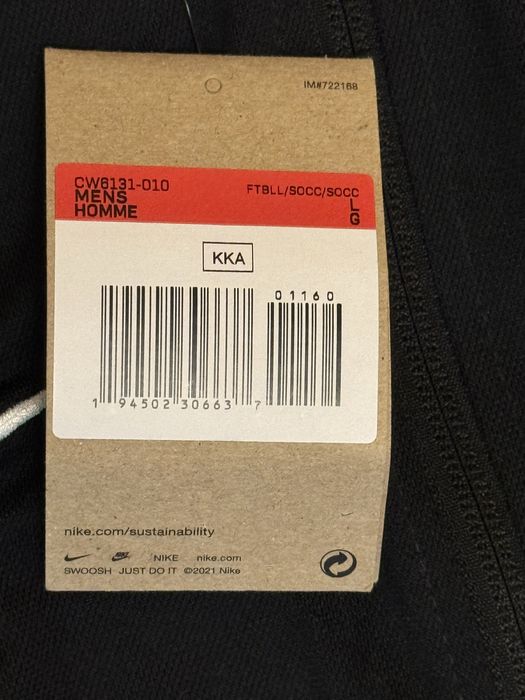 IM#722168
CW6131-010
FTBLL/SOCC/SOCC
MENS
L
HOMME
G
KKA
01160
1 94502 30663 7
nike.com/sustainability
NIKE nike.com
SWOOSH JUST DO IT ©2021 Nike